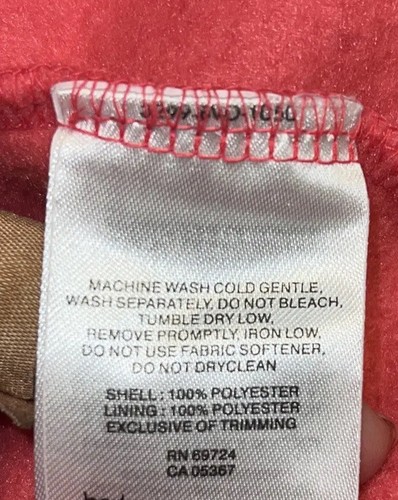 MACHINE WASH COLD GENTLE,
WASH SEPARATELY, DO NOT BLEACH,
TUMBLE DRY LOW,
REMOVE PROMPTLY, IRON LOW,
DO NOT USE FABRIC SOFTENER,
DO NOT DRYCLEAN
SHELL : 100% POLYESTER
LINING : 100% POLYESTER
EXCLUSIVE OF TRIMMING
RN 69724
CA 05367